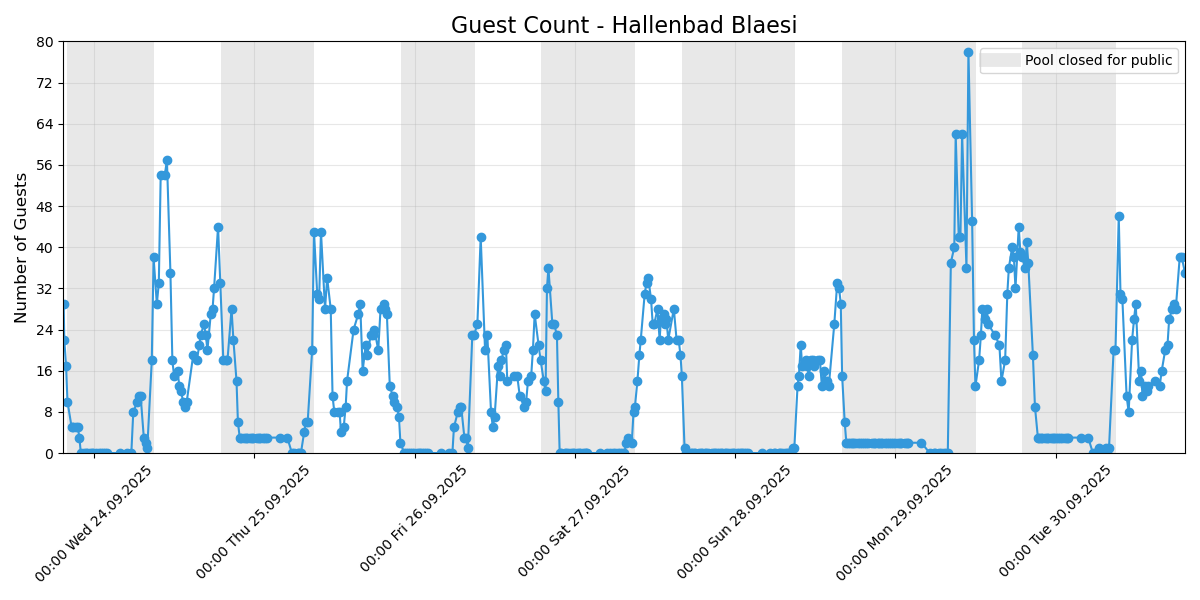 Guest Count - Hallenbad Blaesi
Pool closed for public
Number of Guests
80
72
64
56
48
40
32
24
16
8
0
00:00 Wed 24.09.2025
00:00 Thu 25.09.2025
00:00 Fri 26.09.2025
00:00 Sat 27.09.2025
00:00 Sun 28.09.2025
00:00 Mon 29.09.2025
00:00 Tue 30.09.2025